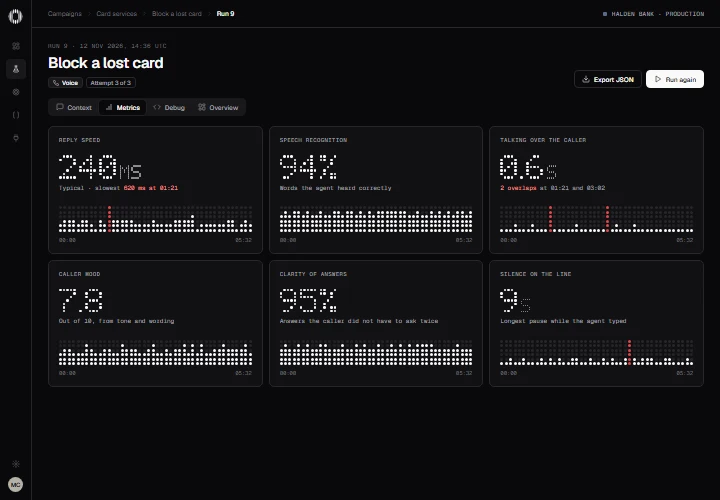 Campaigns / Card services / Block a lost card / Run 9
HALDEN BANK · PRODUCTION
RUN 9 · 12 NOV 2026, 14:38 UTC
Block a lost card
Voice
Attempt 3 of 3
Export JSON
Run again
Context
Metrics
Debug
Overview
REPLY SPEED
240ms
Typical · slowest 620 ms at 01:21
00:00
05:32
SPEECH RECOGNITION
94%
Words the agent heard correctly
00:00
05:32
TALKING OVER THE CALLER
0.6s
2 overlaps at 01:21 and 03:02
00:00
05:32
CALLER MOOD
7.8
Out of 10, from tone and wording
00:00
05:32
CLARITY OF ANSWERS
95%
Answers the caller did not have to ask twice
00:00
05:32
SILENCE ON THE LINE
9s
Longest pause while the agent typed
00:00
05:32
MC